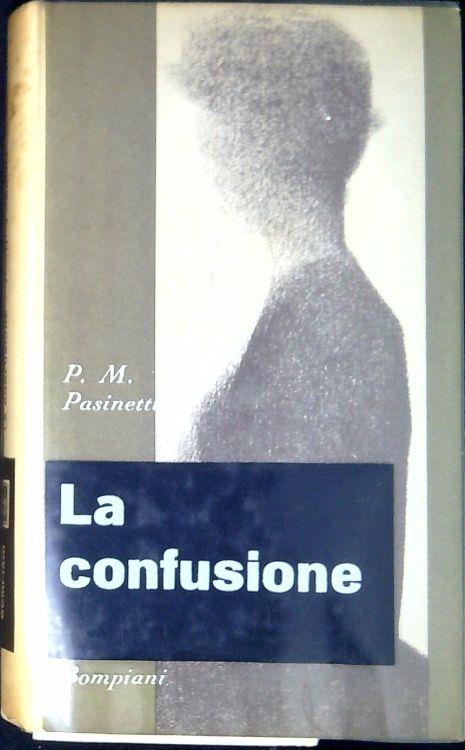 P. M.
Pasinetti
La
confusione
Bompiani